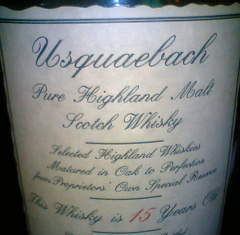 Usquaebach
Pure Highland Malt
Scotch Whisky
Selected Highland Whiskies
Matured in Oak to Perfection
from Proprietors' Own Special Reserve
This Whisky is 15 Years Old